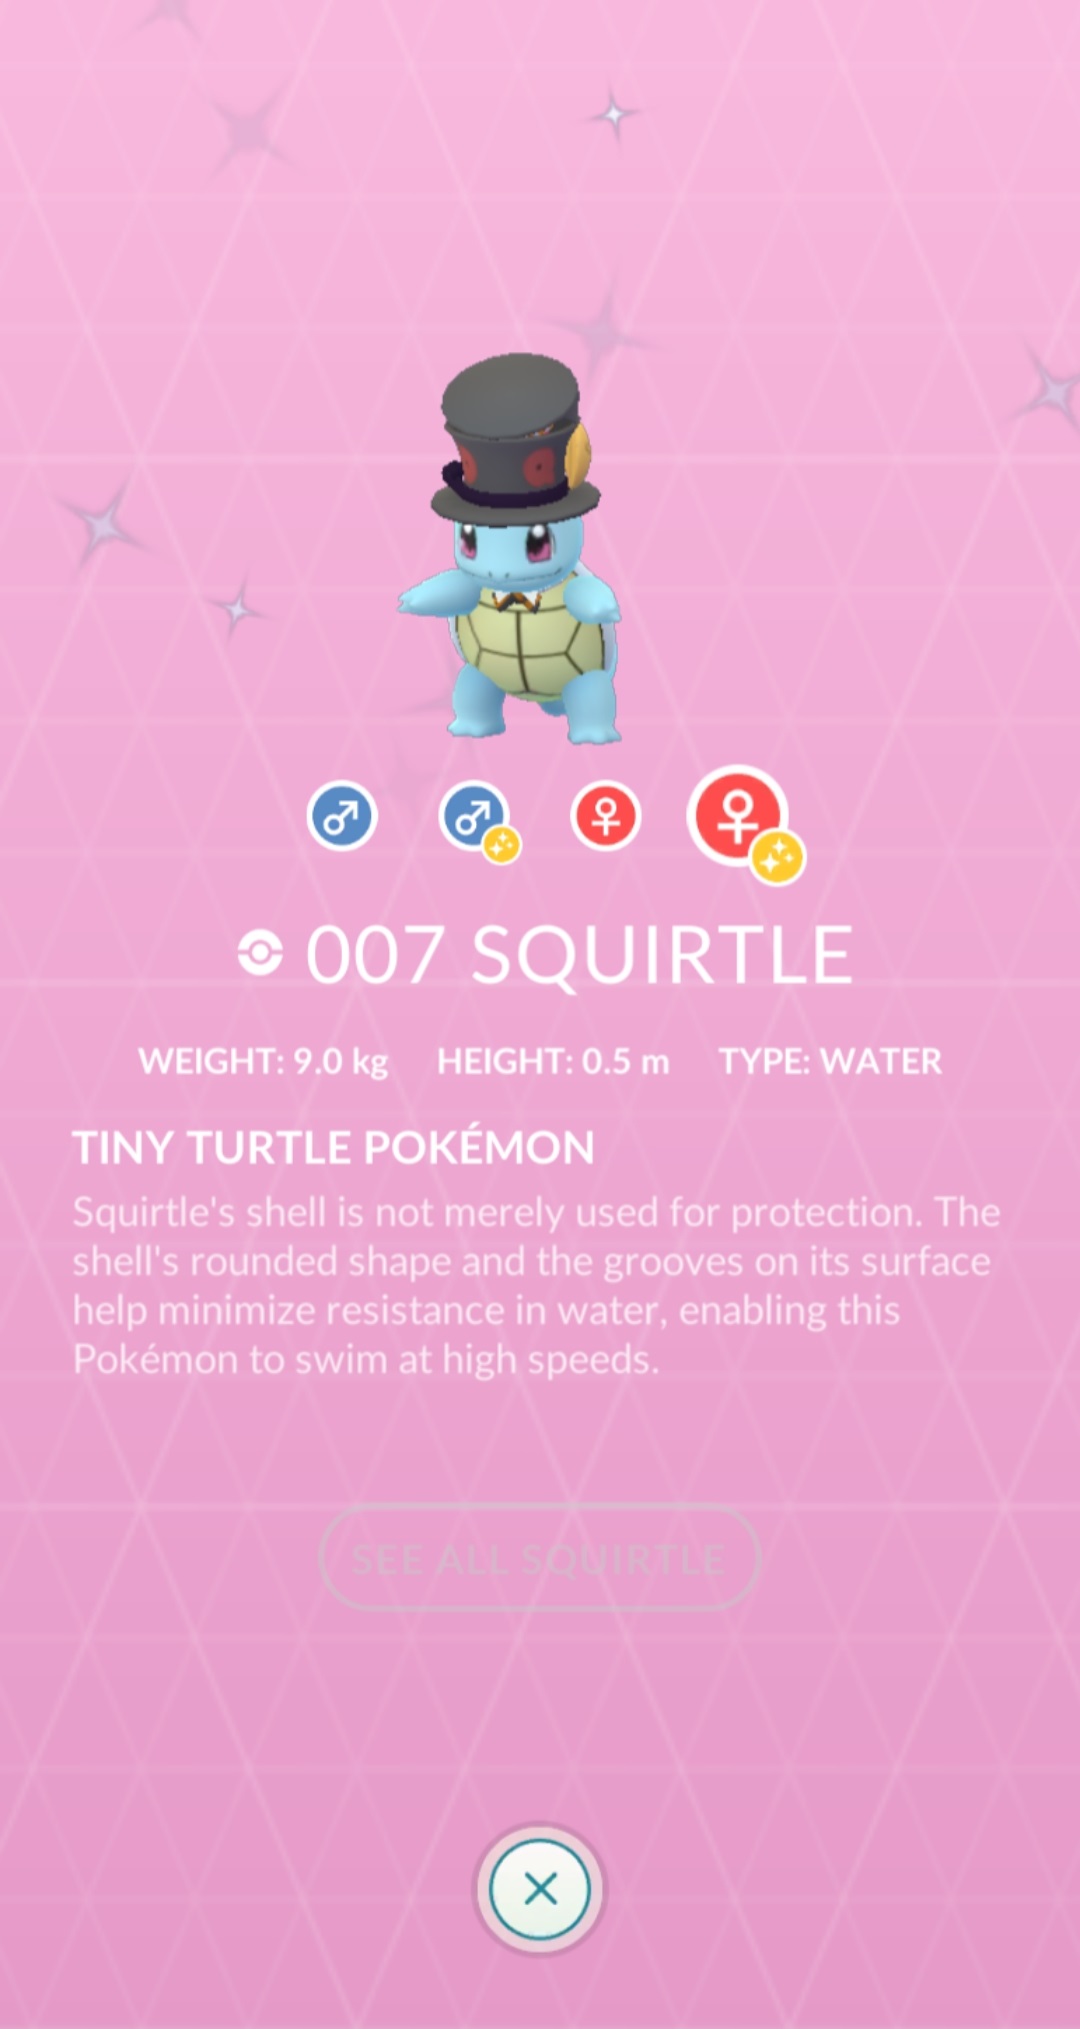 007 SQUIRTLE
WEIGHT: 9.0 kg HEIGHT: 0.5 m TYPE: WATER
TINY TURTLE POKÉMON
Squirtle's shell is not merely used for protection. The
shell's rounded shape and the grooves on its surface
help minimize resistance in water, enabling this
Pokémon to swim at high speeds.
SEE ALL SQUIRTLE